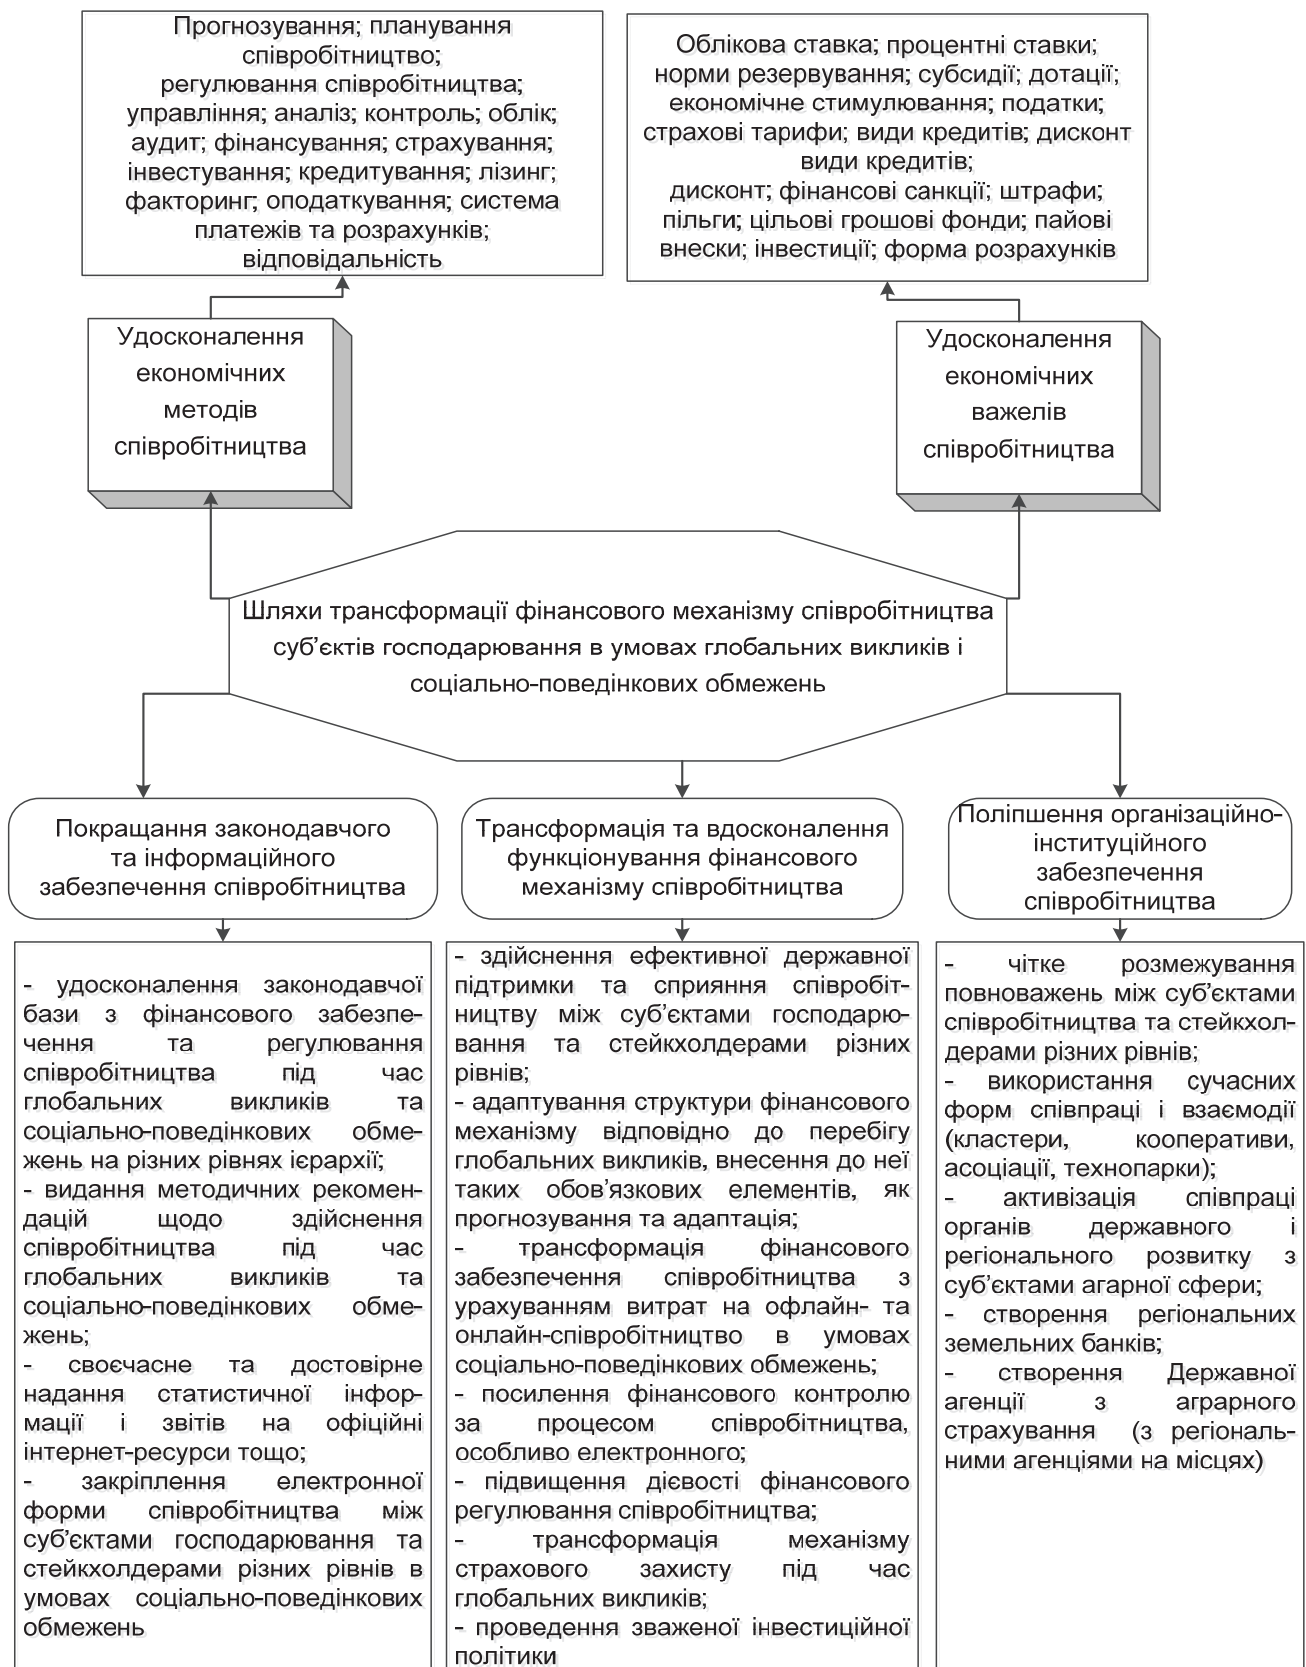 Прогнозування; планування
співробітництво;
регулювання співробітництва;
управління; аналіз; контроль; облік;
аудит; фінансування; страхування;
інвестування; кредитування; лізинг;
факторинг; оподаткування; система
платежів та розрахунків;
відповідальність
Облікова ставка; процентні ставки;
норми резервування; субсидії; дотації;
економічне стимулювання; податки;
страхові тарифи; види кредитів; дисконт
види кредитів;
дисконт; фінансові санкції; штрафи;
пільги; цільові грошові фонди; пайові
внески; інвестиції; форма розрахунків
Удосконалення
економічних
методів
співробітництва
Удосконалення
економічних
важелів
співробітництва
Шляхи трансформації фінансового механізму співробітництва
суб’єктів господарювання в умовах глобальних викликів і
соціально-поведінкових обмежень
Покращання законодавчого
та інформаційного
забезпечення співробітництва
Трансформація та вдосконалення
функціонування фінансового
механізму співробітництва
Поліпшення організаційно-
інституційного
забезпечення
співробітництва
- удосконалення законодавчої
бази з фінансового забезпе-
чення та регулювання
співробітництва під час
глобальних викликів та
соціально-поведінкових обме-
жень на різних рівнях ієрархії;
- видання методичних рекомен-
дацій щодо здійснення
співробітництва під час
глобальних викликів та
соціально-поведінкових обме-
жень;
- своєчасне та достовірне
надання статистичної інфор-
мації і звітів на офіційні
інтернет-ресурси тощо;
- закріплення електронної
форми співробітництва між
суб’єктами господарювання та
стейкхолдерами різних рівнів в
умовах соціально-поведінкових
обмежень
- здійснення ефективної державної
підтримки та сприяння співробіт-
ництву між суб’єктами господарю-
вання та стейкхолдерами різних
рівнів;
- адаптування структури фінансового
механізму відповідно до перебігу
глобальних викликів, внесення до неї
таких обов’язкових елементів, як
прогнозування та адаптація;
- трансформація фінансового
забезпечення співробітництва з
урахуванням витрат на офлайн- та
онлайн-співробітництво в умовах
соціально-поведінкових обмежень;
- посилення фінансового контролю
за процесом співробітництва,
особливо електронного;
- підвищення дієвості фінансового
регулювання співробітництва;
- трансформація механізму
страхового захисту під час
глобальних викликів;
- проведення зваженої інвестиційної
політики
- чітке розмежування
повноважень між суб’єктами
співробітництва та стейкхол-
дерами різних рівнів;
- використання сучасних
форм співпраці і взаємодії
(кластери, кооперативи,
асоціації, технопарки);
- активізація співпраці
органів державного і
регіонального розвитку з
суб’єктами агарної сфери;
- створення регіональних
земельних банків;
- створення Державної
агенції з аграрного
страхування (з регіональ-
ними агенціями на місцях)